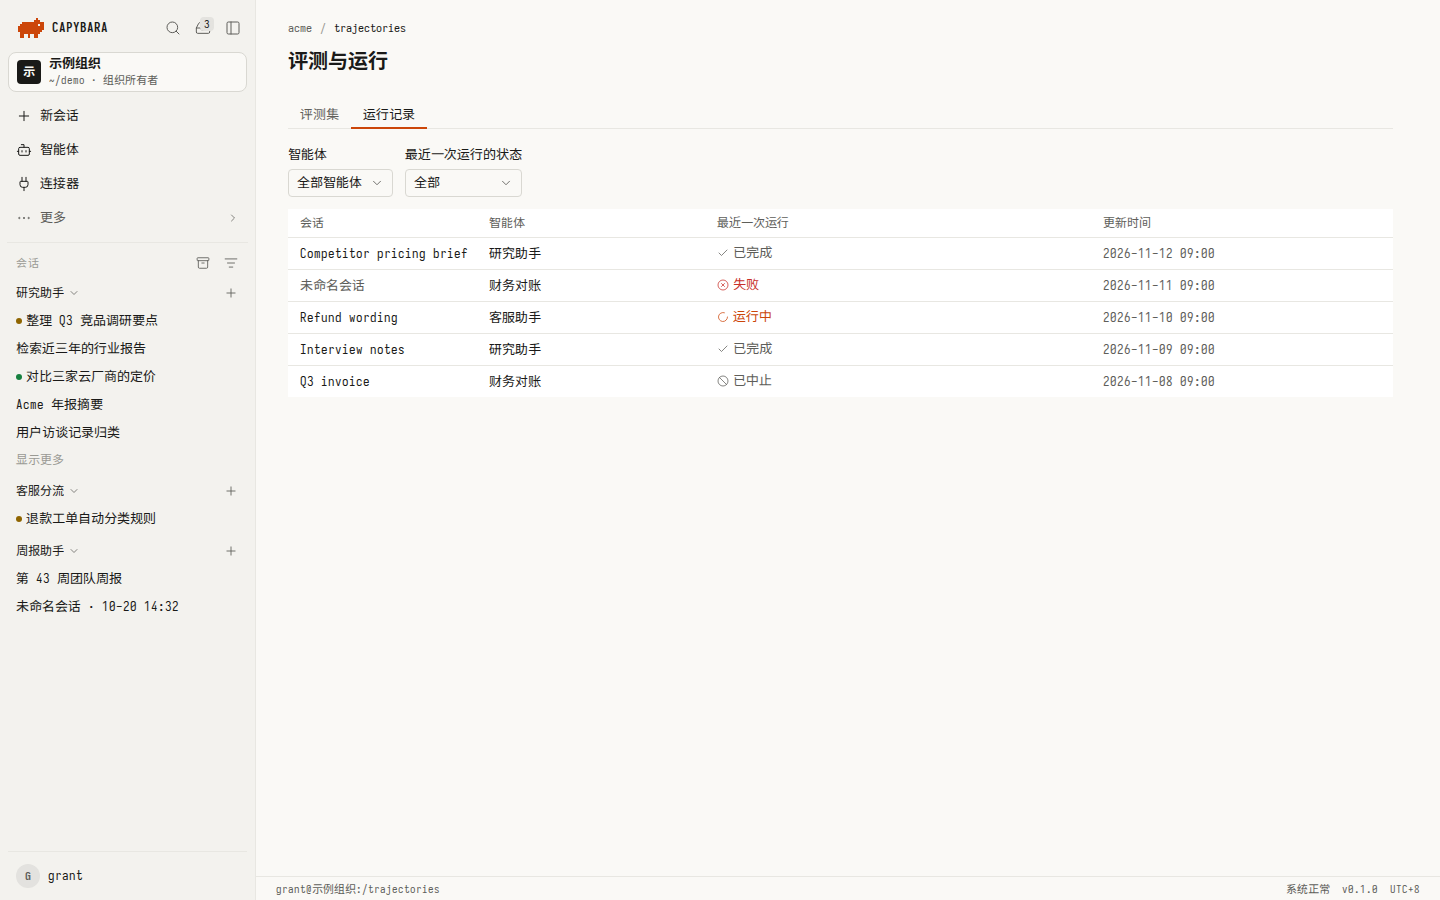 CAPYBARA
3
示 示例组织
~/demo · 组织所有者
新会话
智能体
连接器
更多
会话
研究助手
整理 Q3 竞品调研要点
检索近三年的行业报告
对比三家云厂商的定价
Acme 年报摘要
用户访谈记录归类
显示更多
客服分流
退款工单自动分类规则
周报助手
第 43 周团队周报
未命名会话 · 10-20 14:32
G grant
acme / trajectories
评测与运行
评测集 运行记录
智能体 最近一次运行的状态
全部智能体 全部
会话 智能体 最近一次运行 更新时间
Competitor pricing brief 研究助手 已完成 2026-11-12 09:00
未命名会话 财务对账 失败 2026-11-11 09:00
Refund wording 客服助手 运行中 2026-11-10 09:00
Interview notes 研究助手 已完成 2026-11-09 09:00
Q3 invoice 财务对账 已中止 2026-11-08 09:00
grant@示例组织:/trajectories
系统正常 v0.1.0 UTC+8